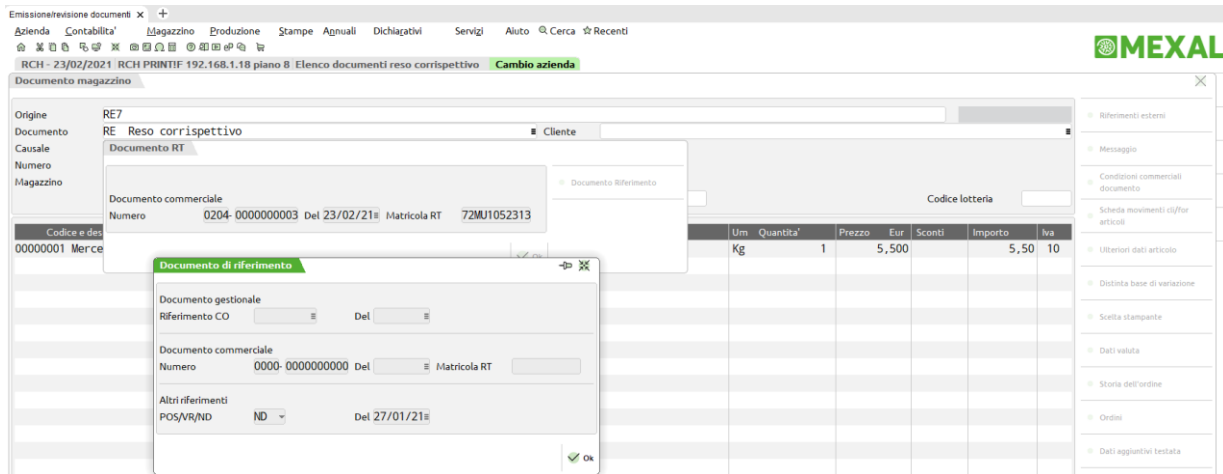 Emissione/revisione documenti × +
Azienda Contabilita' Magazzino Produzione Stampe Annuali Dichiarativi Servizi Aiuto Cerca Recenti
MEXAL
RCH - 23/02/2021 RCH PRINT!F 192.168.1.18 piano 8 Elenco documenti reso corrispettivo Cambio azienda
Documento magazzino
Origine RE7
Documento RE Reso corrispettivo Cliente
Causale
Numero
Magazzino
Codice lotteria
Documento RT
Documento Riferimento
Documento commerciale
Numero 0204- 0000000003 Del 23/02/21 Matricola RT 72MU1052313
Ok
Codice e des Um Quantita' Prezzo Eur Sconti Importo Iva
00000001 Merce Kg 1 5,500 5,50 10
Documento di riferimento
Documento gestionale
Riferimento CO Del
Documento commerciale
Numero 0000- 0000000000 Del Matricola RT
Altri riferimenti
POS/VR/ND ND Del 27/01/21
Ok
Riferimenti esterni
Messaggio
Condizioni commerciali
documento
Scheda movimenti cli/for
articoli
Ulteriori dati articolo
Distinta base di variazione
Scelta stampante
Dati valuta
Storia dell'ordine
Ordini
Dati aggiuntivi testata